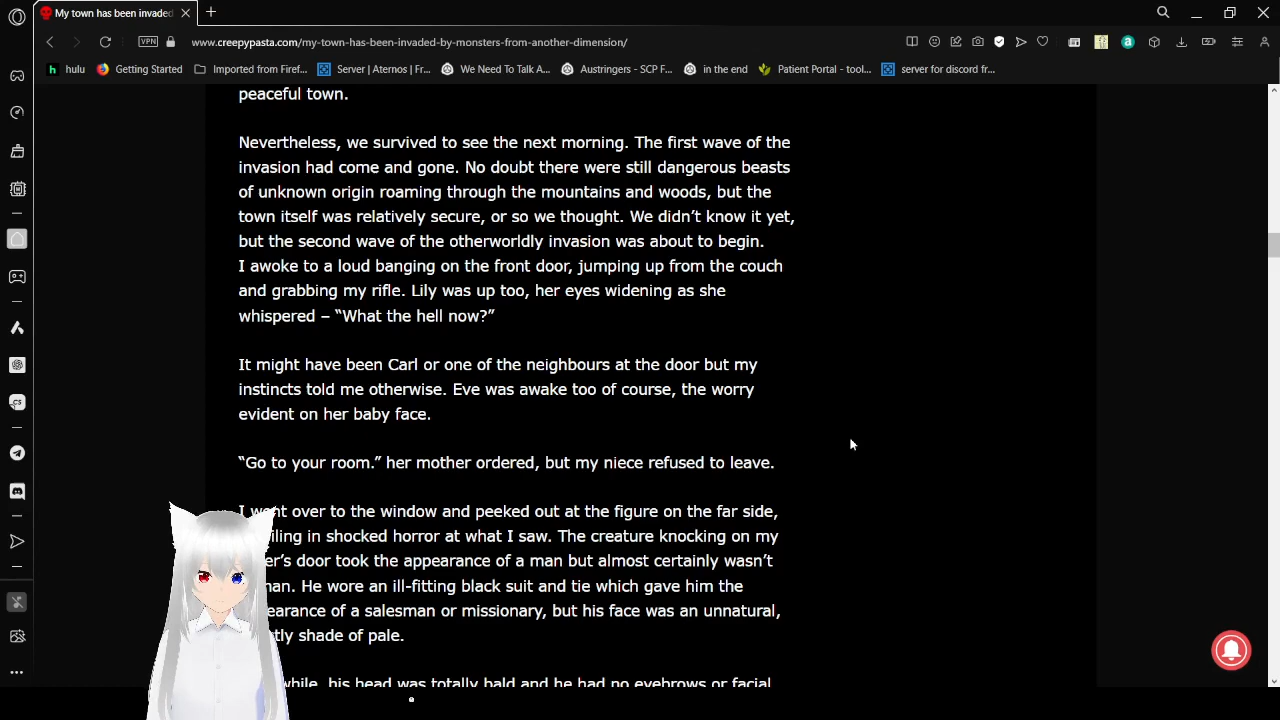 My town has been invaded
www.creepypasta.com/my-town-has-been-invaded-by-monsters-from-another-dimension/
VPN
hulu
Getting Started
Imported from Firef...
Server | Aternos | Fr...
We Need To Talk A...
Austringers - SCP F...
in the end
Patient Portal - tool...
server for discord fr...
peaceful town.
Nevertheless, we survived to see the next morning. The first wave of the
invasion had come and gone. No doubt there were still dangerous beasts
of unknown origin roaming through the mountains and woods, but the
town itself was relatively secure, or so we thought. We didn’t know it yet,
but the second wave of the otherworldly invasion was about to begin.
I awoke to a loud banging on the front door, jumping up from the couch
and grabbing my rifle. Lily was up too, her eyes widening as she
whispered – “What the hell now?”
It might have been Carl or one of the neighbours at the door but my
instincts told me otherwise. Eve was awake too of course, the worry
evident on her baby face.
“Go to your room.” her mother ordered, but my niece refused to leave.
I went over to the window and peeked out at the figure on the far side,
iling in shocked horror at what I saw. The creature knocking on my
er’s door took the appearance of a man but almost certainly wasn’t
an. He wore an ill-fitting black suit and tie which gave him the
earance of a salesman or missionary, but his face was an unnatural,
tly shade of pale.
while, his head was totally bald and he had no eyebrows or facial